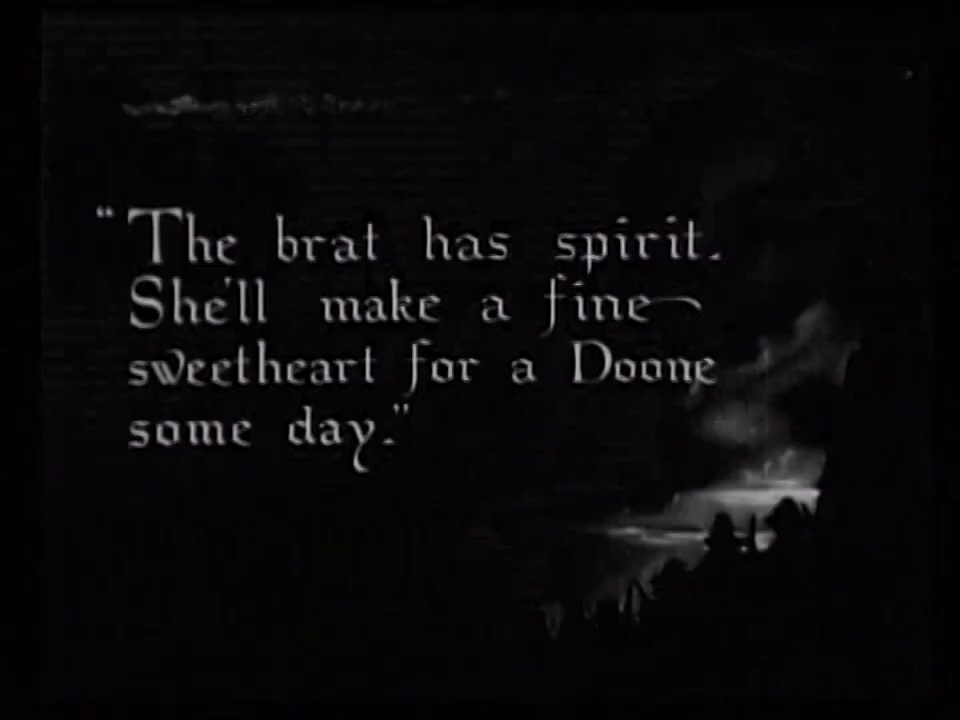 “The brat has spirit.
She'll make a fine
sweetheart for a Doone
some day.”